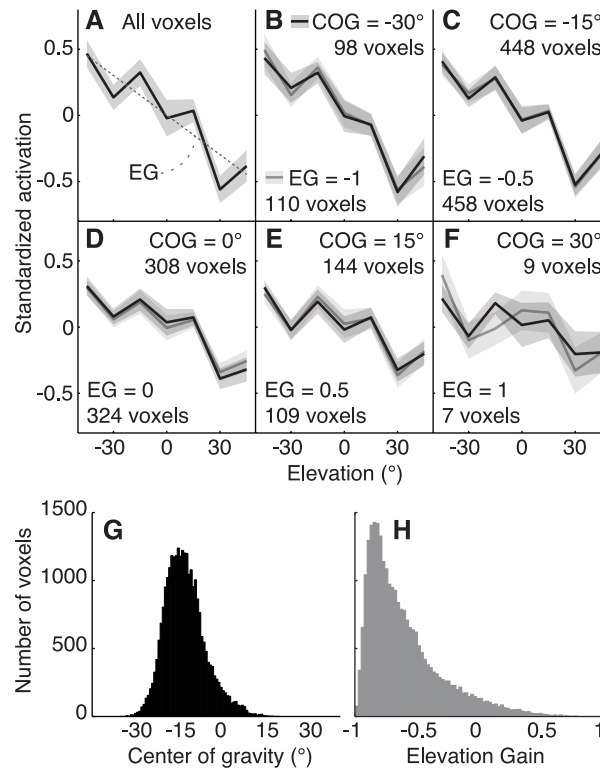 A All voxels
B COG = -30°
98 voxels
C COG = -15°
448 voxels
EG
EG = -1
110 voxels
EG = -0.5
458 voxels
D COG = 0°
308 voxels
E COG = 15°
144 voxels
F COG = 30°
9 voxels
EG = 0
324 voxels
EG = 0.5
109 voxels
EG = 1
7 voxels
Standardized activation
0.5
0
-0.5
0.5
0
-0.5
-30 0 30 -30 0 30 -30 0 30
Elevation (°)
G
H
Number of voxels
1500
1000
500
0
-30 -15 0 15 30
Center of gravity (°)
-1 -0.5 0 0.5 1
Elevation Gain